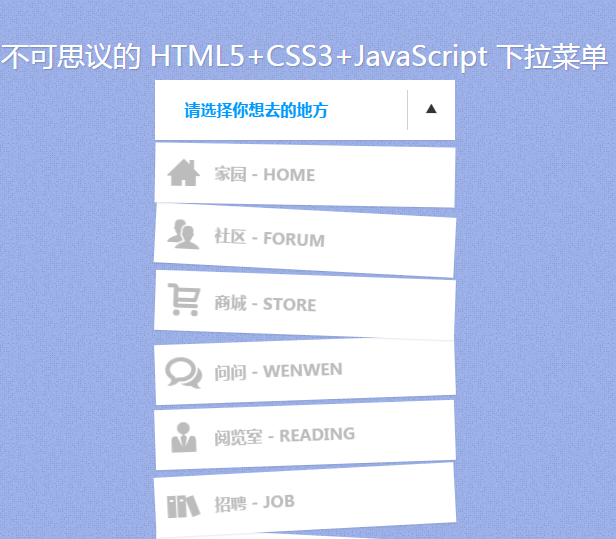 不可思议的 HTML5+CSS3+JavaScript 下拉菜单
请选择你想去的地方
家园 - HOME
社区 - FORUM
商城 - STORE
问问 - WENWEN
阅览室 - READING
招聘 - JOB